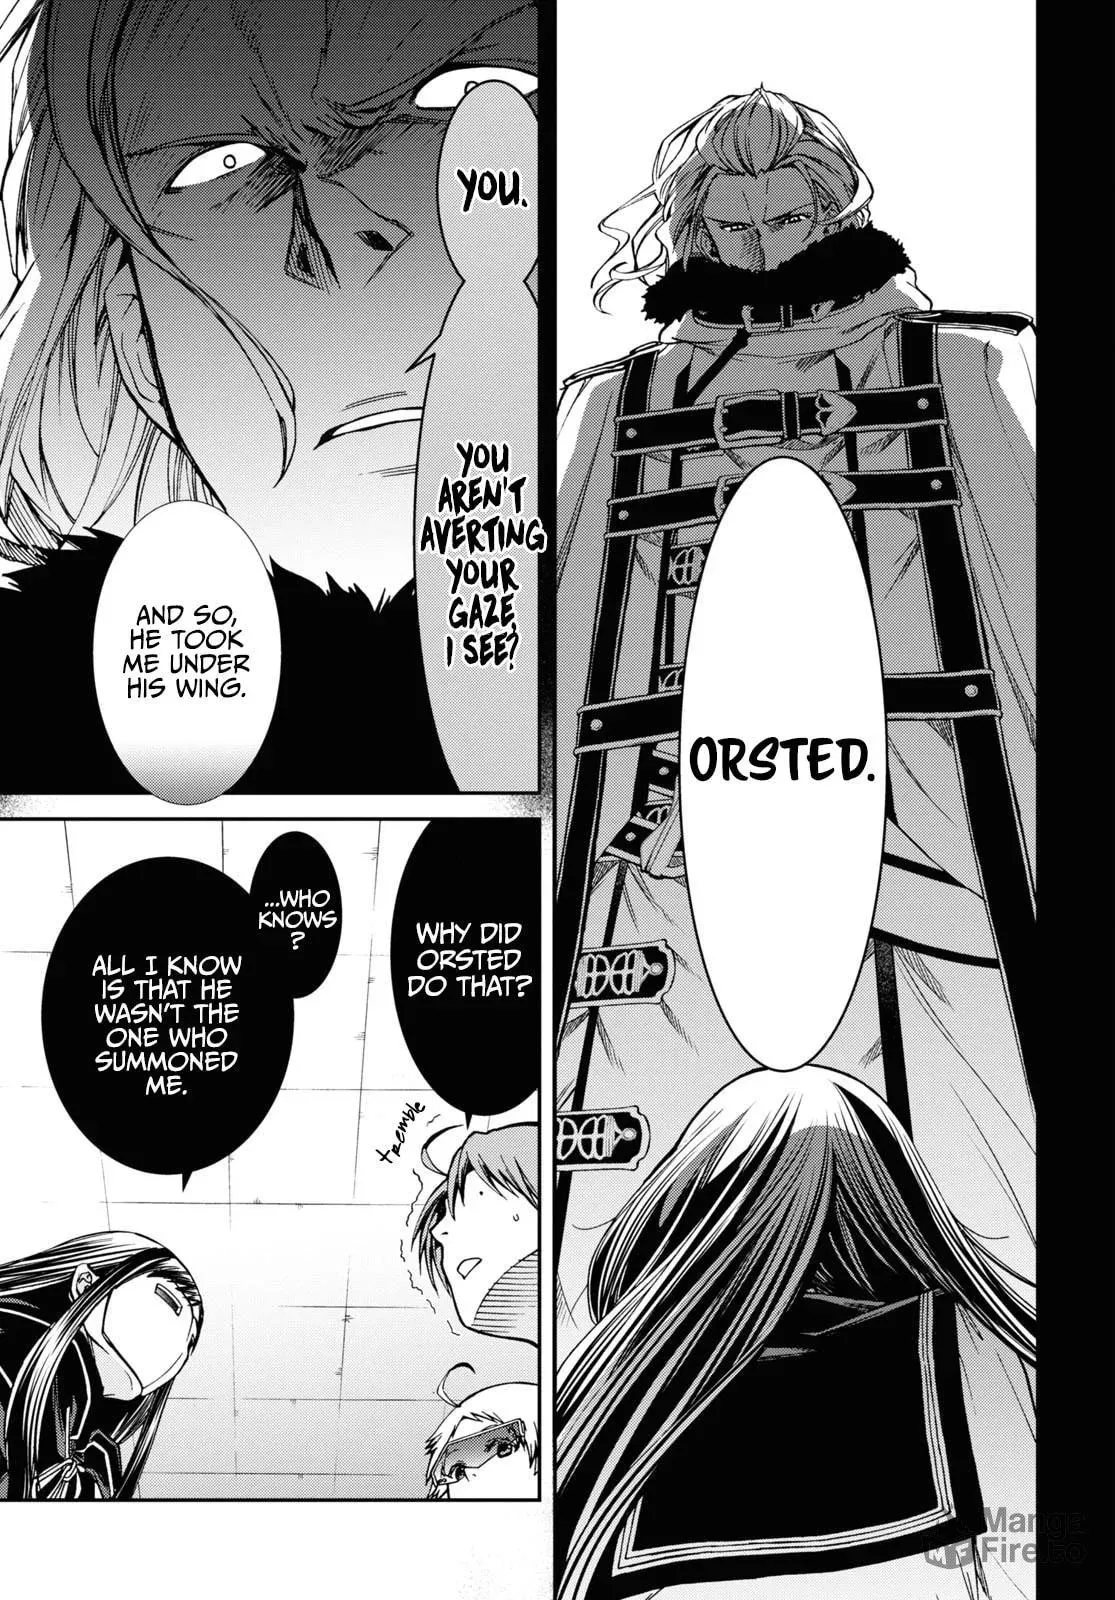 ORSTED.
YOU.
YOU
AREN'T
AVERTING
YOUR
GAZE,
I SEE?
AND SO,
HE TOOK
ME UNDER
HIS WING.
WHY DID
ORSTED
DO THAT?
...WHO
KNOWS
?
ALL I KNOW
IS THAT HE
WASN'T THE
ONE WHO
SUMMONED
ME.
tremble
Manga
Fire.to